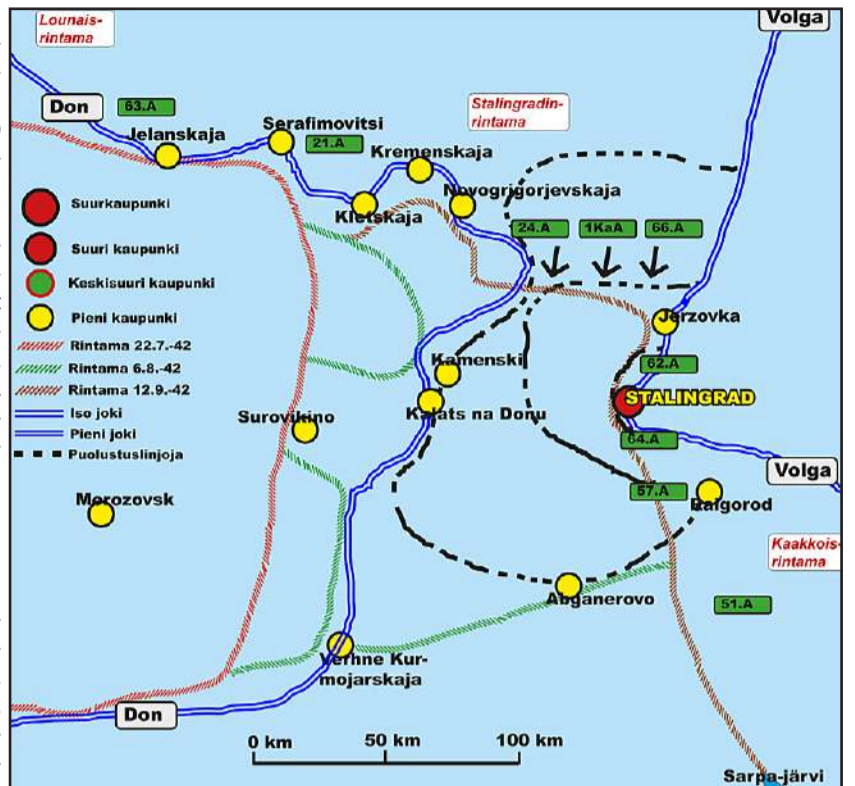 Lounais-
rintama
Volga
Don
63.A
Stalingradin-
rintama
Jelanskaja
Serafimovitsi
21.A
Kremenskaja
Novogrigorjevskaja
Kletskaja
Suurkaupunki
Suuri kaupunki
Keskisuuri kaupunki
Pieni kaupunki
Rintama 22.7.-42
Rintama 6.8.-42
Rintama 12.9.-42
Iso joki
Pieni joki
Puolustuslinjoja
24.A
1KaA
66.A
Jerzovka
Kamenski
62.A
Kalats na Donu
STALINGRAD
Surovikino
64.A
Volga
Morozovsk
57.A
Raigorod
Kaakkois-
rintama
Abganerovo
51.A
Verhne Kur-
mojarskaja
Don
0 km
50 km
100 km
Sarpa-järvi